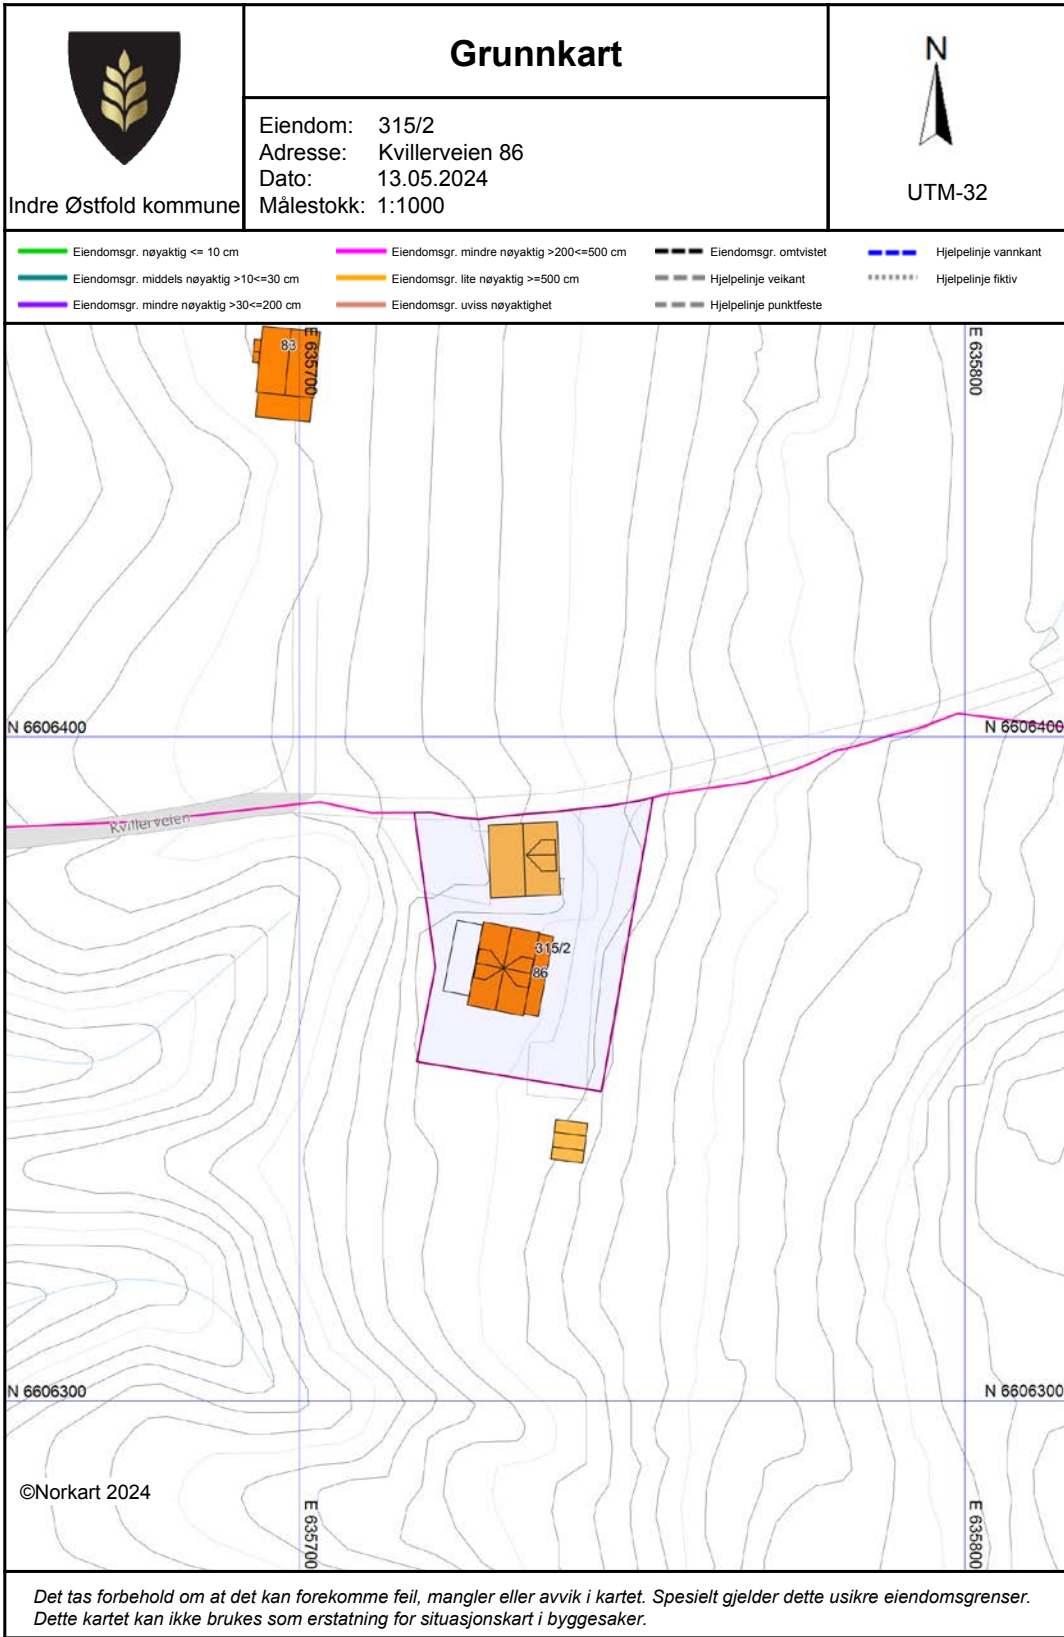 Grunnkart
N
Eiendom: 315/2
Adresse: Kvillerveien 86
Dato: 13.05.2024
Målestokk: 1:1000
Indre Østfold kommune
UTM-32
Eiendomsgr. nøyaktig <= 10 cm
Eiendomsgr. middels nøyaktig >10<=30 cm
Eiendomsgr. mindre nøyaktig >30<=200 cm
Eiendomsgr. mindre nøyaktig >200<=500 cm
Eiendomsgr. lite nøyaktig >=500 cm
Eiendomsgr. uviss nøyaktighet
Eiendomsgr. omtvistet
Hjelpelinje veikant
Hjelpelinje punktfeste
Hjelpelinje vannkant
Hjelpelinje fiktiv
83
E 635700
E 635800
N 6606400
N 6606400
Kvillerveien
315/2
86
N 6606300
N 6606300
©Norkart 2024
E 635700
E 635800
Det tas forbehold om at det kan forekomme feil, mangler eller avvik i kartet. Spesielt gjelder dette usikre eiendomsgrenser.
Dette kartet kan ikke brukes som erstatning for situasjonskart i byggesaker.